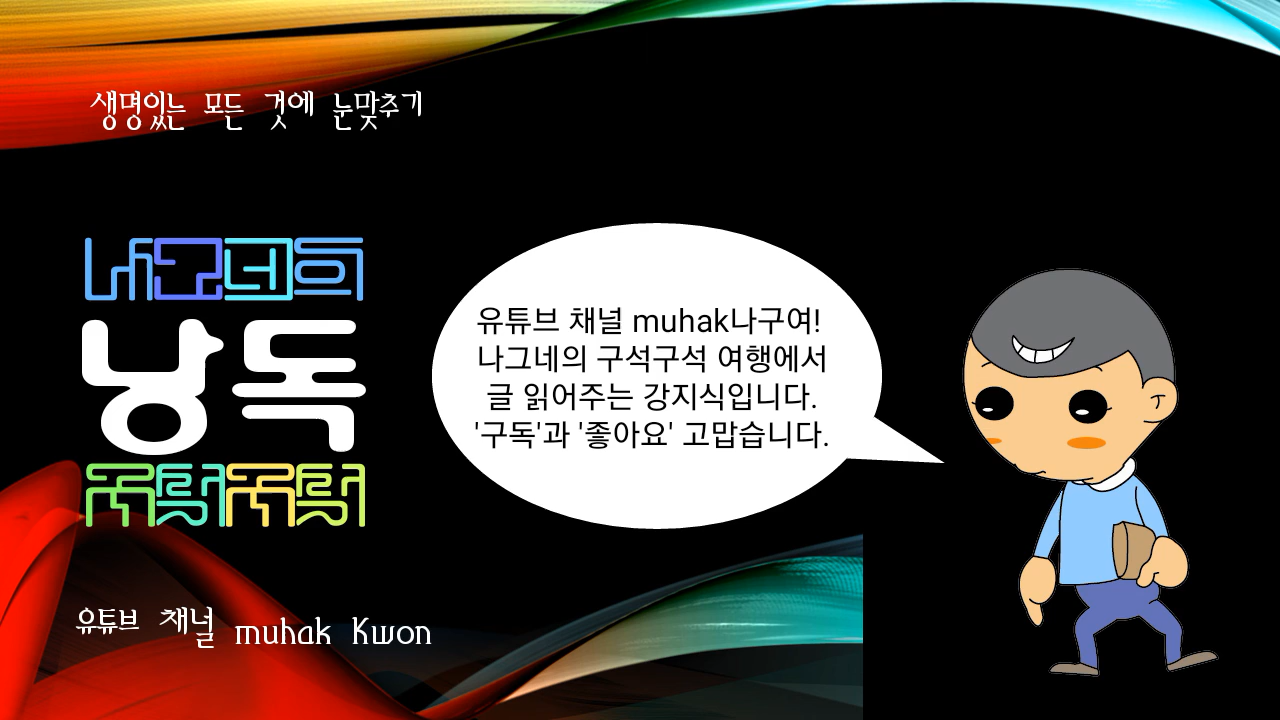 생명있는 모든 것에 눈맞추기
나그네의
낭독
구석구석
유튜브 채널 muhak나구여!
나그네의 구석구석 여행에서
글 읽어주는 강지식입니다.
'구독'과 '좋아요' 고맙습니다.
유튜브 채널 muhak Kwon